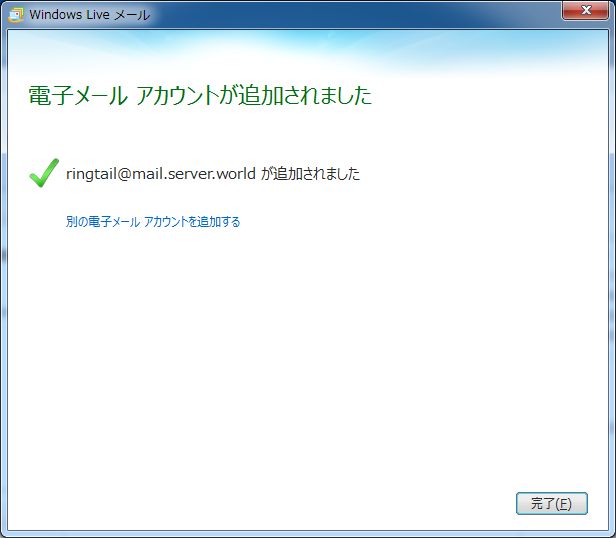 Windows Live メール
電子メール アカウントが追加されました
ringtail@mail.server.world が追加されました
別の電子メール アカウントを追加する
完了(F)